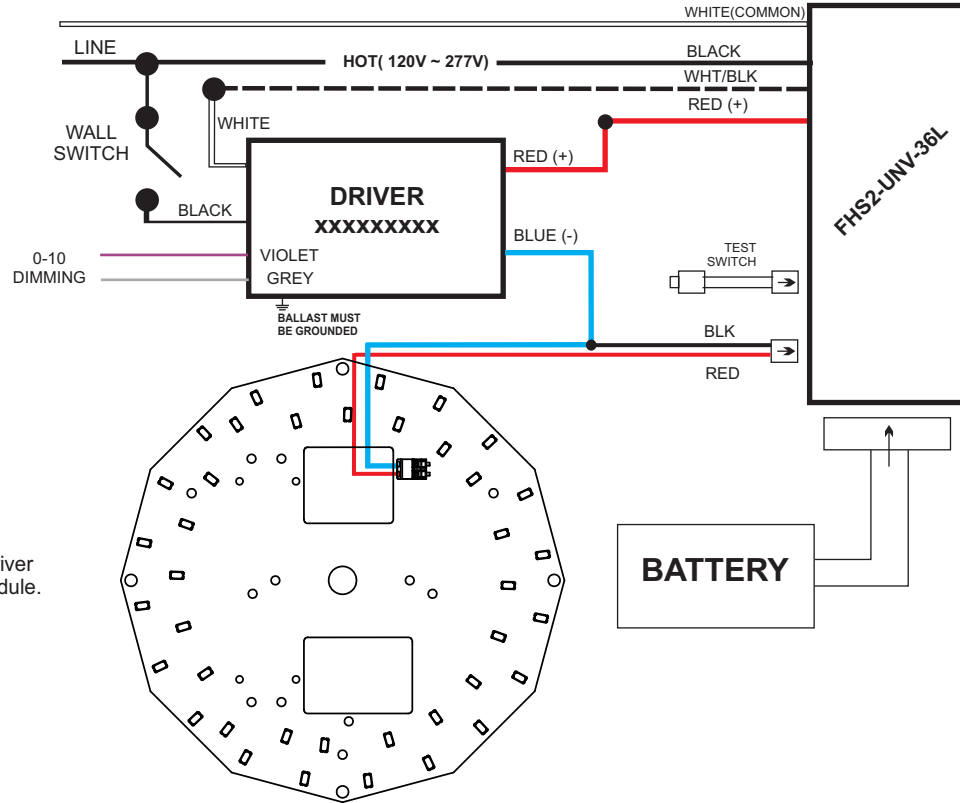 WHITE(COMMON)
LINE
HOT( 120V ~ 277V)
BLACK
WHT/BLK
RED (+)
WALL
SWITCH
WHITE
RED (+)
DRIVER
xxxxxxxxx
FHS2-UNV-36L
BLACK
BLUE (-)
0-10
DIMMING
VIOLET
GREY
TEST
SWITCH
BALLAST MUST
BE GROUNDED
BLK
RED
river
dule.
BATTERY